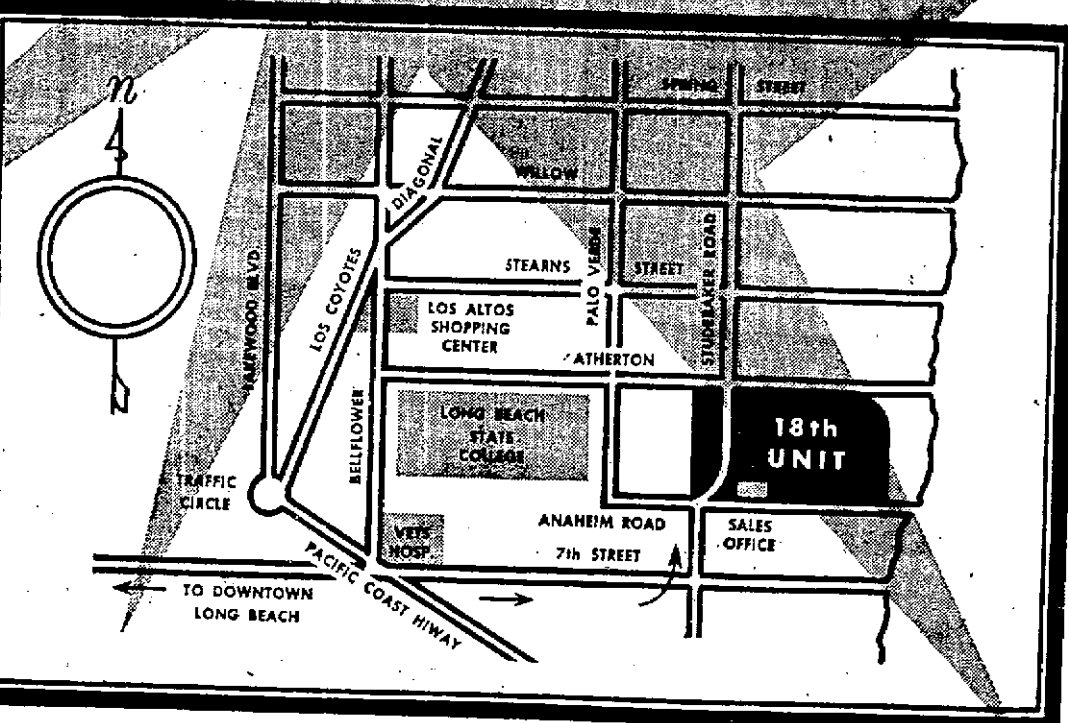 n
SPRING STREET
DIAGONAL
WILLOW
LAKEWOOD BLVD.
LOS COYOTES
STEARNS STREET
PALO VERDE
STUDEBAKER ROAD
LOS ALTOS
SHOPPING
CENTER
ATHERTON
BELLFLOWER
LONG BEACH
STATE
COLLEGE
18th
UNIT
TRAFFIC
CIRCLE
VETS
HOSP.
ANAHEIM ROAD
7th STREET
SALES
OFFICE
PACIFIC COAST HIWAY
TO DOWNTOWN
LONG BEACH